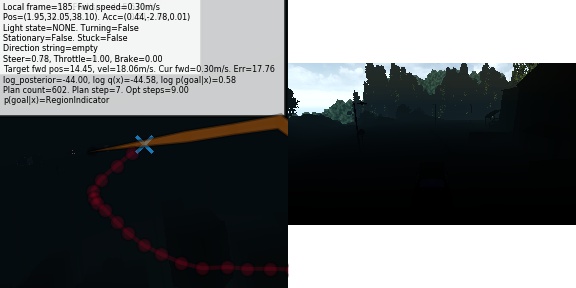 Local frame=185: Fwd speed=0.30m/s
Pos=(1.95,32.05,38.10). Acc=(0.44,-2.78,0.01)
Light state=NONE. Turning=False
Stationary=False. Stuck=False
Direction string=empty
Steer=0.78, Throttle=1.00, Brake=0.00
Target fwd pos=14.45, vel=18.06m/s. Cur fwd=0.30m/s. Err=17.76
log_posterior=-44.00, log q(x)=-44.58, log p(goal|x)=0.58
Plan count=602. Plan step=7. Opt steps=9.00
p(goal|x)=RegionIndicator